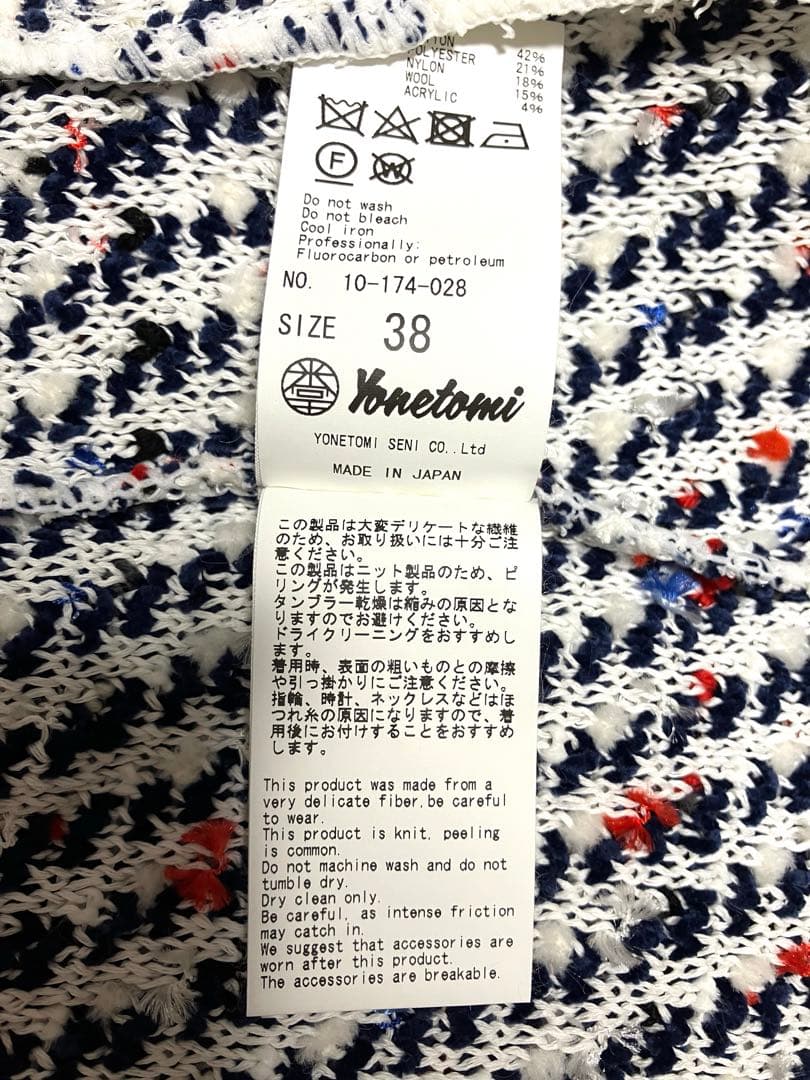 COTTON 42%
POLYESTER 21%
NYLON 18%
WOOL 15%
ACRYLIC 4%
F W
Do not wash
Do not bleach
Cool iron
Professionally:
Fluorocarbon or petroleum
NO. 10-174-028
SIZE 38
Yonetomi
YONETOMI SENI CO.,Ltd
MADE IN JAPAN
この製品は大変デリケートな繊維
のため、お取り扱いには十分ご注
意ください。
この製品はニット製品のため、ピ
リングが発生します。
タンブラー乾燥は縮みの原因とな
りますのでお避けください。
ドライクリーニングをおすすめし
ます。
着用時、表面の粗いものとの摩擦
や引っ掛かりにご注意ください。
指輪、時計、ネックレスなどはほ
つれ糸の原因になりますので、着
用後にお付けすることをおすすめ
します。
This product was made from a
very delicate fiber,be careful
to wear.
This product is knit, peeling
is common.
Do not machine wash and do not
tumble dry.
Dry clean only.
Be careful, as intense friction
may catch in.
We suggest that accessories are
worn after this product.
The accessories are breakable.